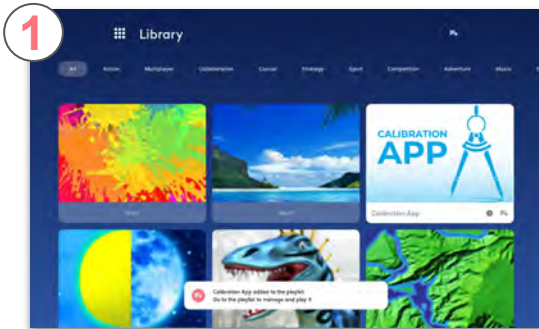 1
Library
All Action Multiplayer Collaboration Casual Strategy Sport Competition Adventure Music
CALIBRATION
APP
Calibration App
Calibration App added to the playlist
Go to the playlist to manage and play it